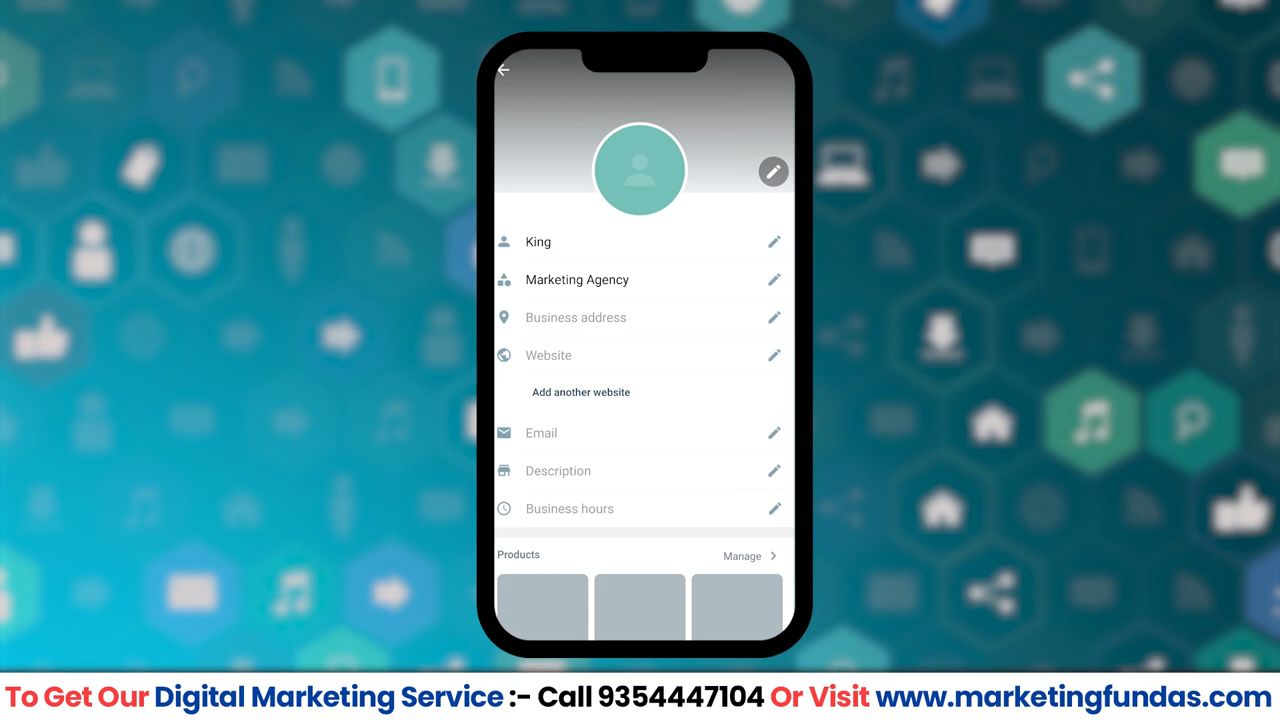 King
Marketing Agency
Business address
Website
Add another website
Email
Description
Business hours
Products
Manage
To Get Our Digital Marketing Service :- Call 9354447104 Or Visit www.marketingfundas.com